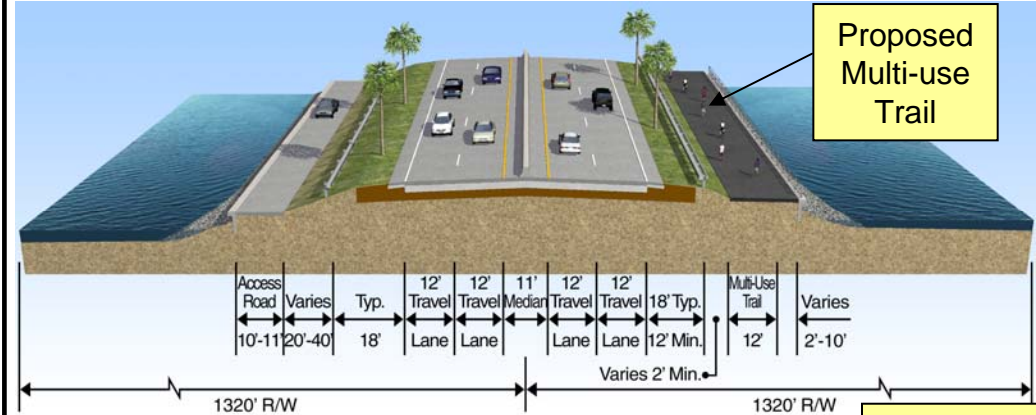 Proposed
Multi-use
Trail
Access
Road
10'-11'
Varies
20'-40'
Typ.
18'
12'
Travel
Lane
12'
Travel
Lane
11'
Median
12'
Travel
Lane
12'
Travel
Lane
18' Typ.
12' Min.
Varies 2' Min.
Multi-Use
Trail
12'
Varies
2'-10'
1320' R/W
1320' R/W